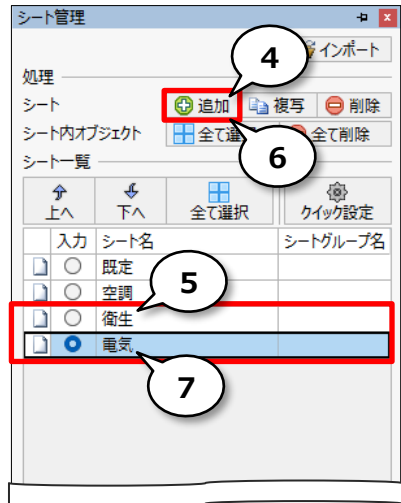 シート管理
4
インポート
処理
シート 追加 複写 削除
6
シート内オブジェクト 全て選 全て削除
シート一覧
上へ 下へ 全て選択 クイック設定
入力 シート名 シートグループ名
既定
空調
5
衛生
電気
7